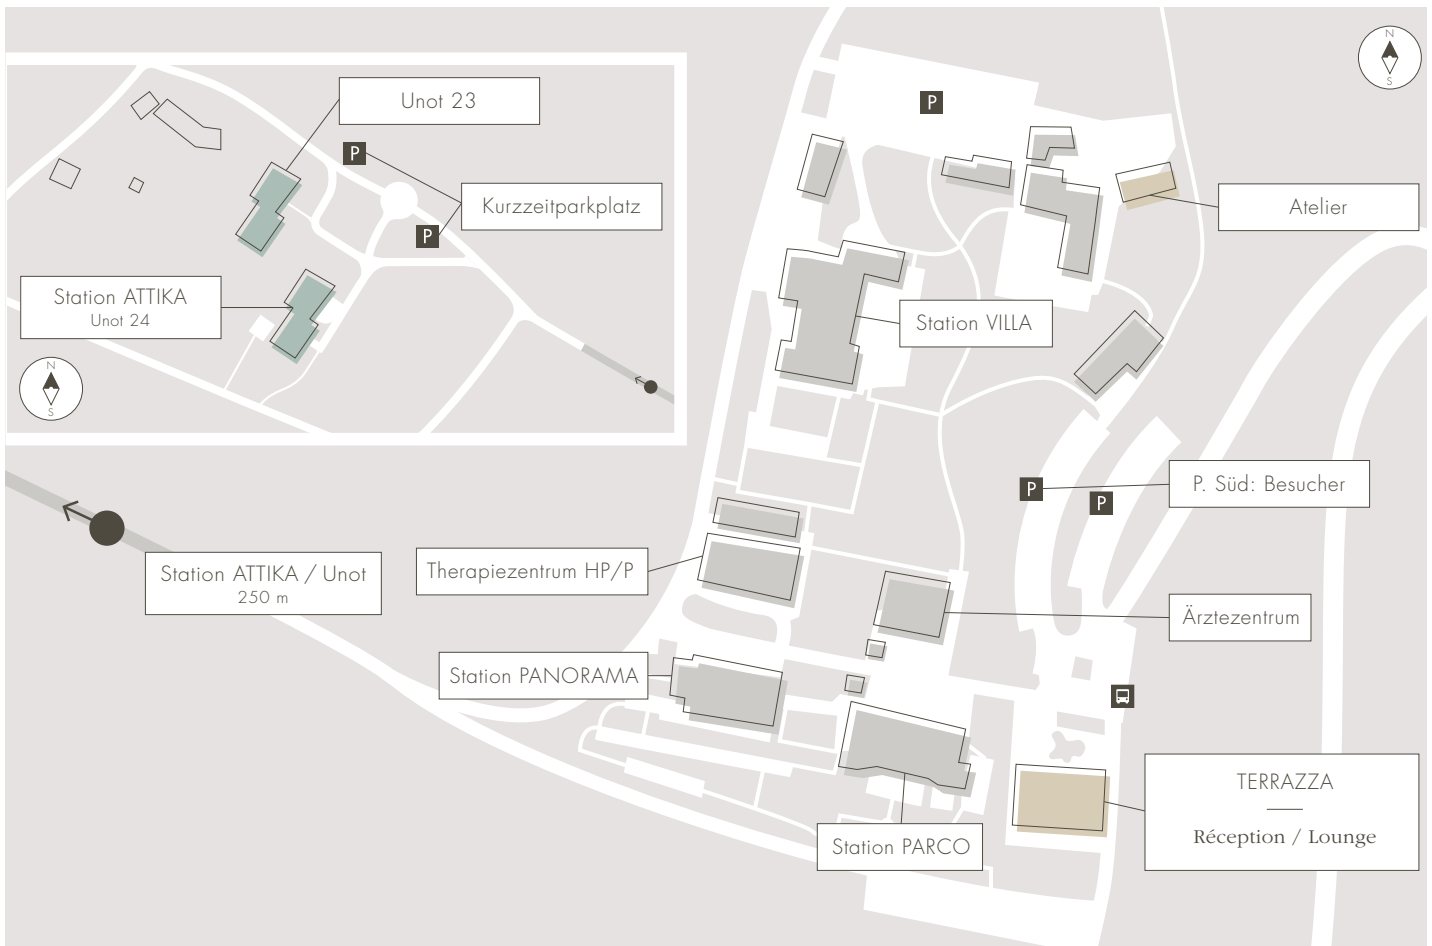 N
S
P
Unot 23
P
Kurzzeitparkplatz
P
Atelier
Station ATTIKA
Unot 24
Station VILLA
N
S
P. Süd: Besucher
P
P
Station ATTIKA / Unot
250 m
Therapiezentrum HP/P
Ärztezentrum
Station PANORAMA
TERRAZZA
Réception / Lounge
Station PARCO